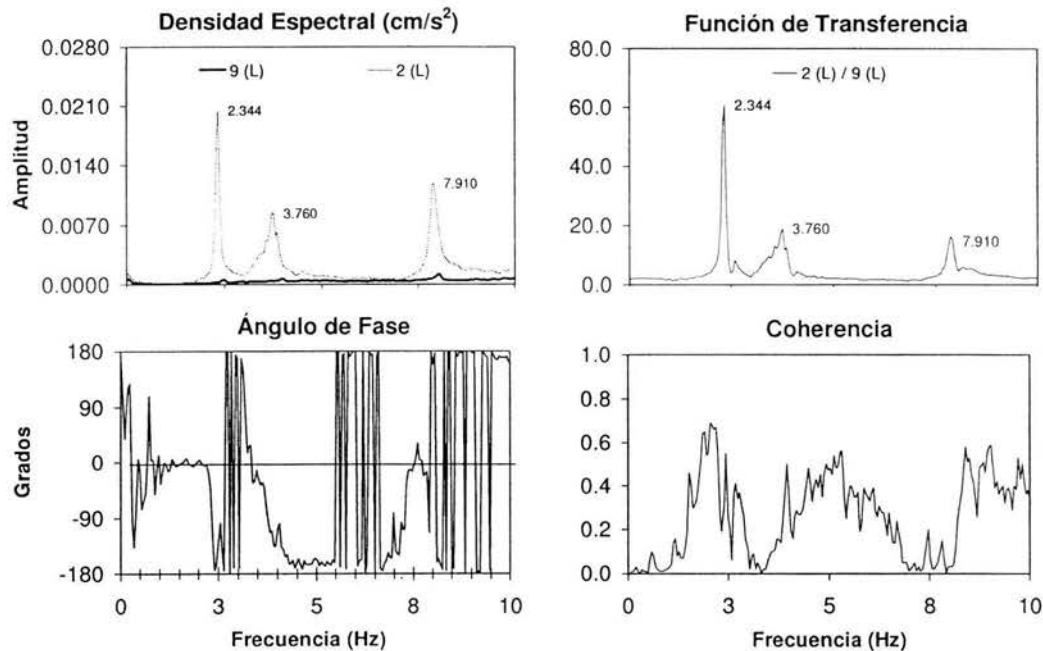 Densidad Espectral (cm/s²)
9 (L) 2 (L)
Amplitud
0.0280
0.0210
0.0140
0.0070
0.0000
2.344
3.760
7.910
Función de Transferencia
2 (L) / 9 (L)
80.0
60.0
40.0
20.0
0.0
2.344
3.760
7.910
Ángulo de Fase
Grados
180
90
0
-90
-180
0 3 5 8 10
Frecuencia (Hz)
Coherencia
1.0
0.8
0.6
0.4
0.2
0.0
0 3 5 8 10
Frecuencia (Hz)